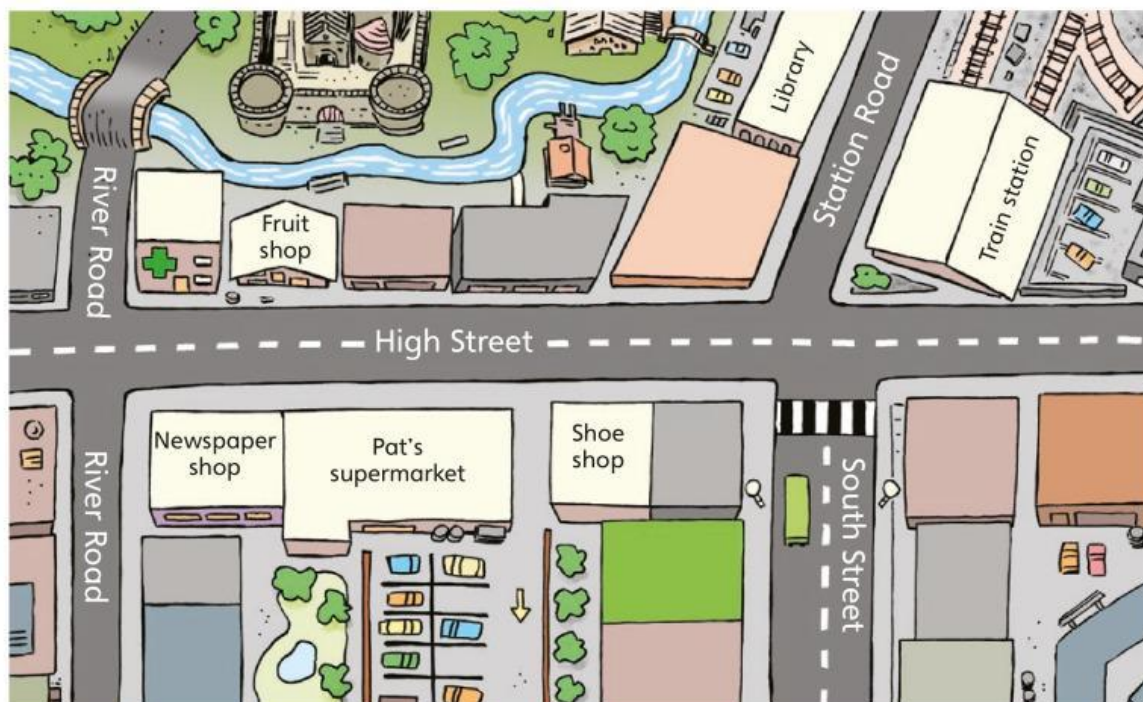 Library
Station Road
Train station
River Road
Fruit
shop
High Street
Newspaper
shop
Pat's
supermarket
Shoe
shop
River Road
South Street